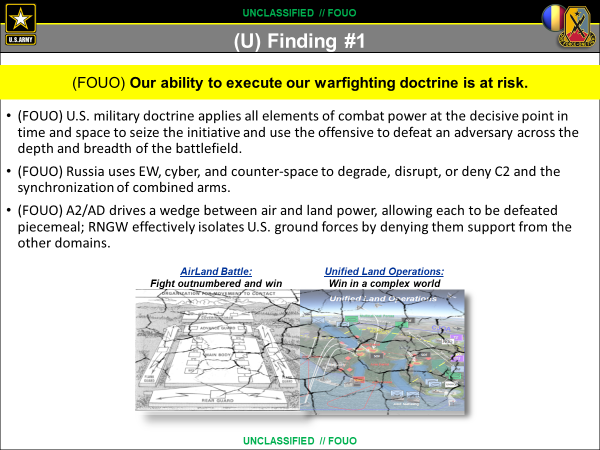 UNCLASSIFIED // FOUO
U.S. ARMY
(U) Finding #1
(FOUO) Our ability to execute our warfighting doctrine is at risk.
• (FOUO) U.S. military doctrine applies all elements of combat power at the decisive point in
time and space to seize the initiative and use the offensive to defeat an adversary across the
depth and breadth of the battlefield.
• (FOUO) Russia uses EW, cyber, and counter-space to degrade, disrupt, or deny C2 and the
synchronization of combined arms.
• (FOUO) A2/AD drives a wedge between air and land power, allowing each to be defeated
piecemeal; RNGW effectively isolates U.S. ground forces by denying them support from the
other domains.
AirLand Battle:
Fight outnumbered and win
Unified Land Operations:
Win in a complex world
ORGANIZATION FOR MOVEMENT TO CONTACT
Unified Land Operations
ADVANCE GUARD
MAIN BODY
REAR GUARD
UNCLASSIFIED // FOUO